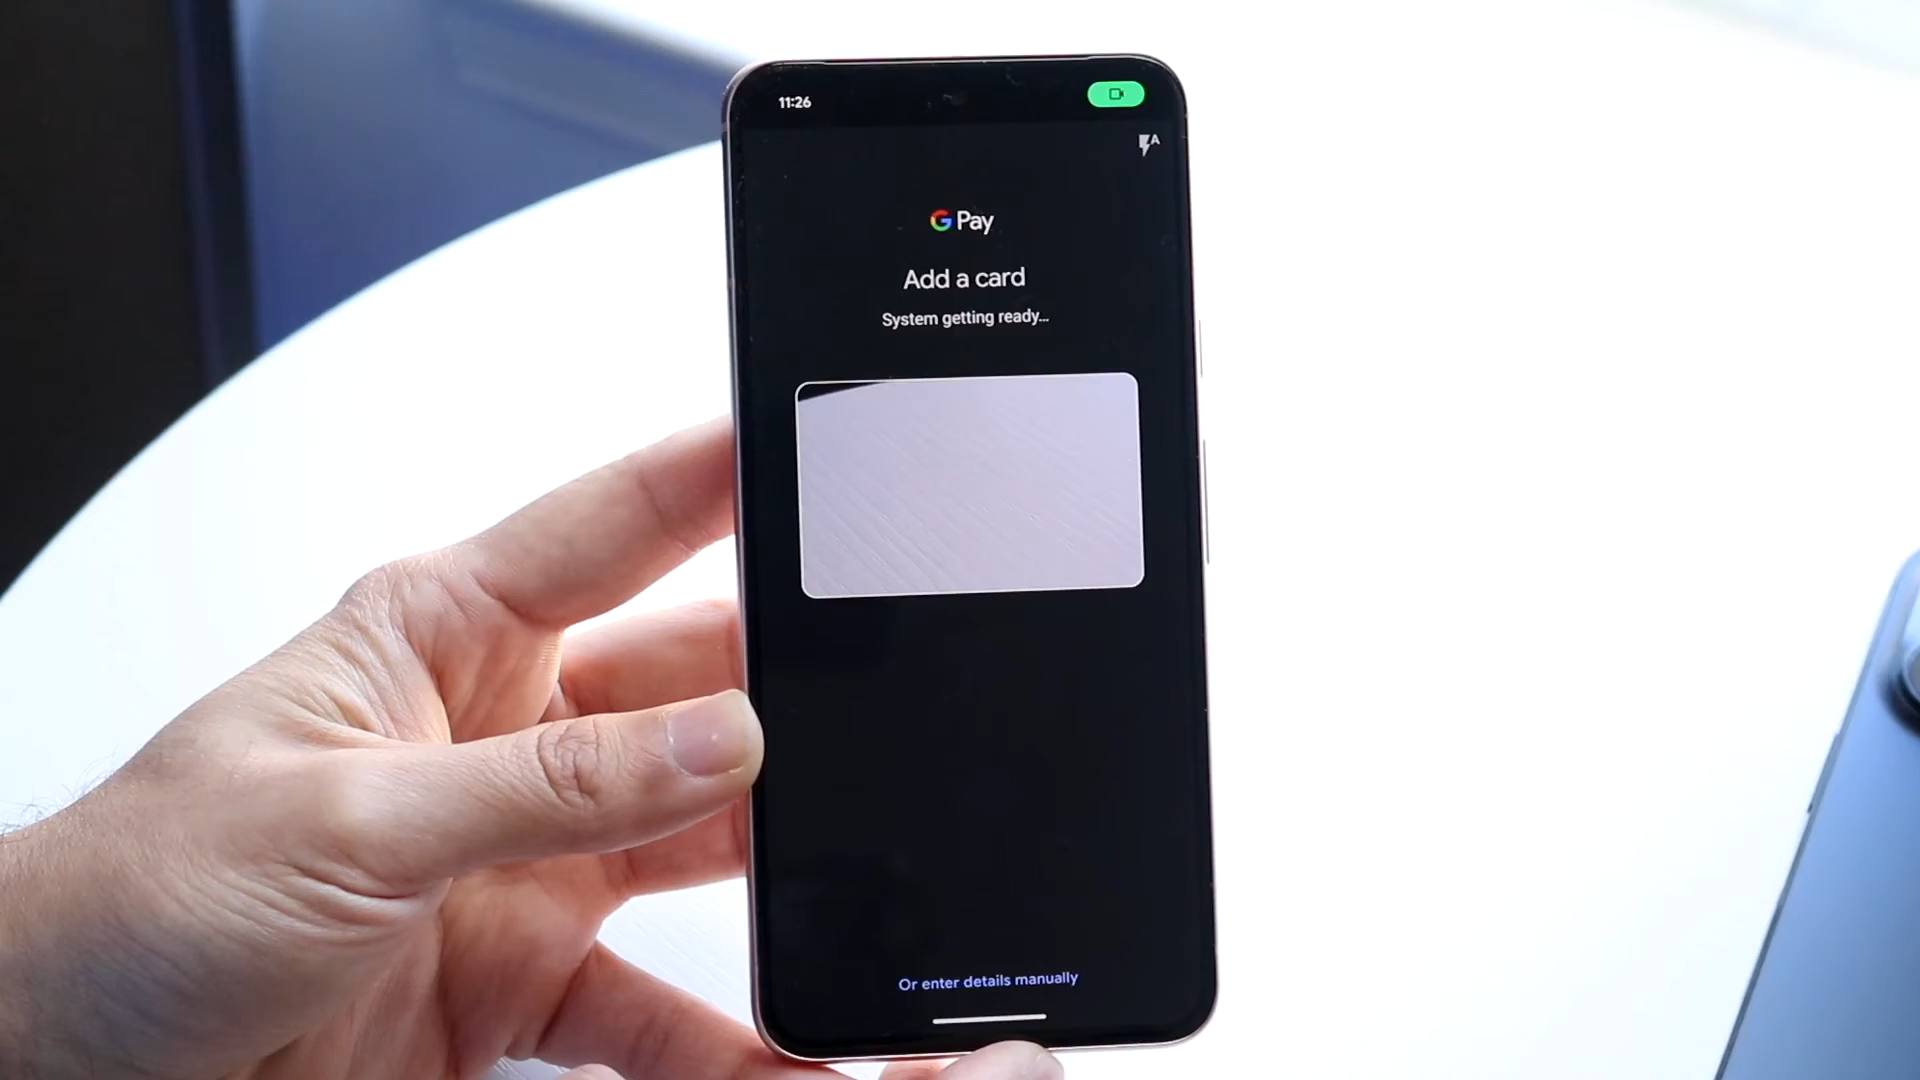 11:26
A
G Pay
Add a card
System getting ready...
Or enter details manually